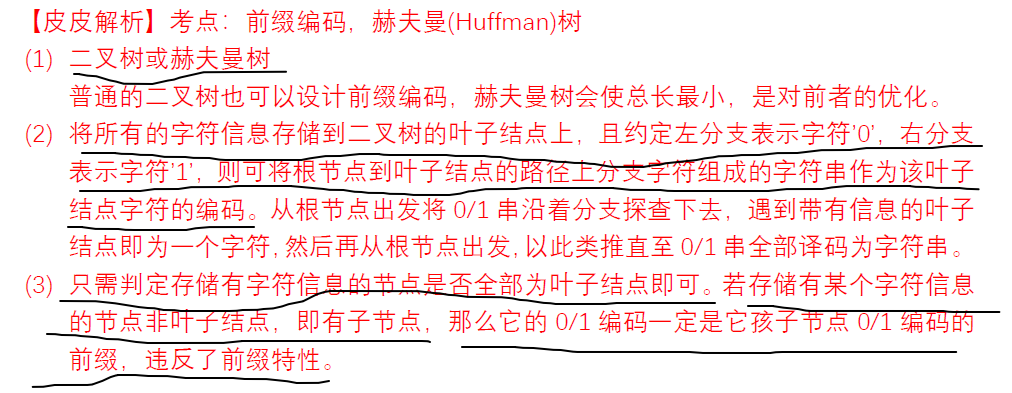 【皮皮解析】考点：前缀编码，赫夫曼(Huffman)树
(1) 二叉树或赫夫曼树
普通的二叉树也可以设计前缀编码，赫夫曼树会使总长最小，是对前者的优化。
(2) 将所有的字符信息存储到二叉树的叶子结点上，且约定左分支表示字符’0’，右分支
表示字符’1’，则可将根节点到叶子结点的路径上分支字符组成的字符串作为该叶子
结点字符的编码。从根节点出发将 0/1 串沿着分支探查下去，遇到带有信息的叶子
结点即为一个字符, 然后再从根节点出发, 以此类推直至 0/1 串全部译码为字符串。
(3) 只需判定存储有字符信息的节点是否全部为叶子结点即可。若存储有某个字符信息
的节点非叶子结点，即有子节点，那么它的 0/1 编码一定是它孩子节点 0/1 编码的
前缀，违反了前缀特性。